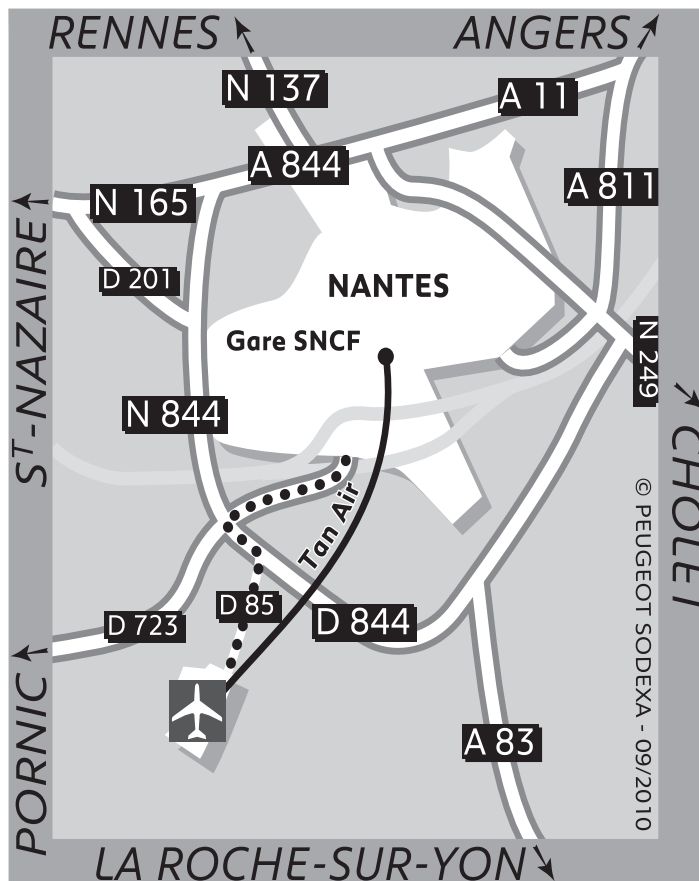 RENNES
ANGERS
N 137
A 11
A 844
A 811
N 165
D 201
ST-NAZAIRE
NANTES
Gare SNCF
N 249
N 844
CHOLET
Tan Air
© PEUGEOT SODEXA - 09/2010
D 85
D 723
D 844
PORNIC
A 83
LA ROCHE-SUR-YON